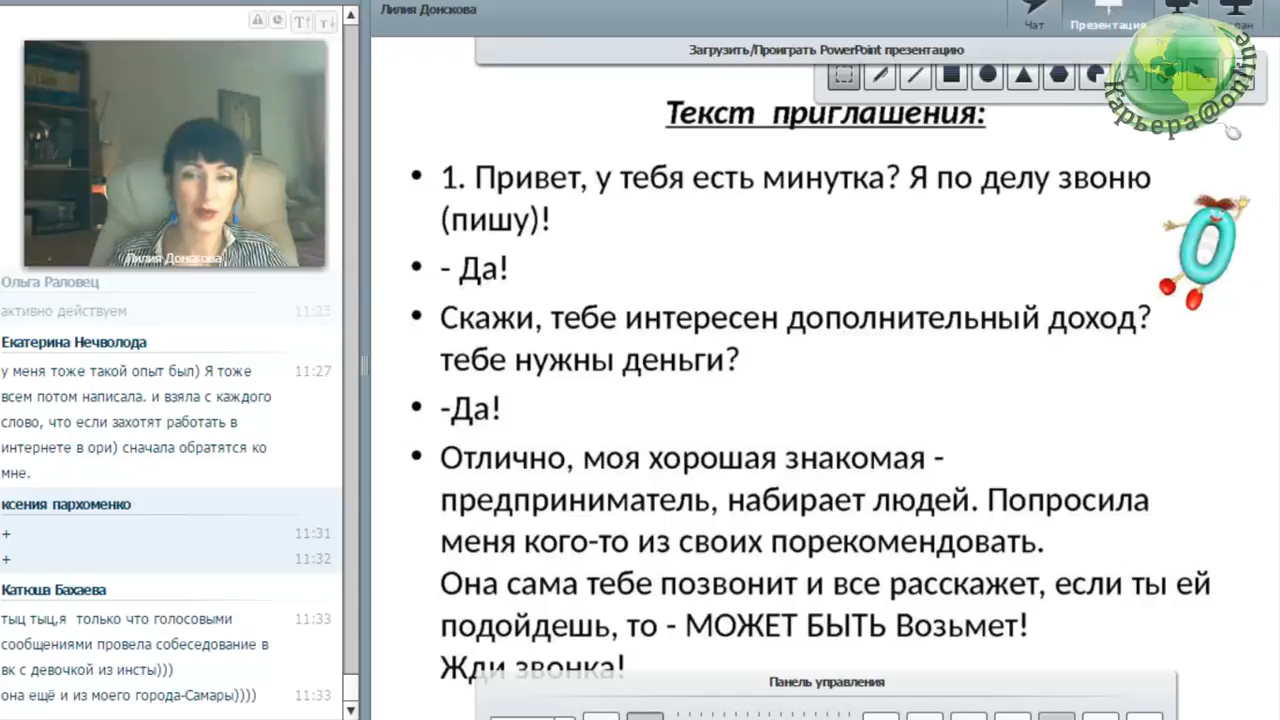 Лилия Донскова
Чат
Презентация
Загрузить/Проиграть PowerPoint презентацию
Карьера@online
Лилия Донскова
Ольга Раловец
активно действуем 11:25
Екатерина Нечволода
у меня тоже такой опыт был) Я тоже 11:27
всем потом написала. и взяла с каждого
слово, что если захотят работать в
интернете в ори) сначала обратятся ко
мне.
ксения пархоменко
+ 11:31
+ 11:32
Катюша Бахаева
тыц тыц,я только что голосовыми 11:33
сообщениями провела собеседование в
вк с девочкой из инсты)))
она ещё и из моего города-Самары)))) 11:33
Текст приглашения:
• 1. Привет, у тебя есть минутка? Я по делу звоню
(пишу)!
• - Да!
• Скажи, тебе интересен дополнительный доход?
тебе нужны деньги?
• -Да!
• Отлично, моя хорошая знакомая -
предприниматель, набирает людей. Попросила
меня кого-то из своих порекомендовать.
Она сама тебе позвонит и все расскажет, если ты ей
подойдешь, то - МОЖЕТ БЫТЬ Возьмет!
Жди звонка!
Панель управления